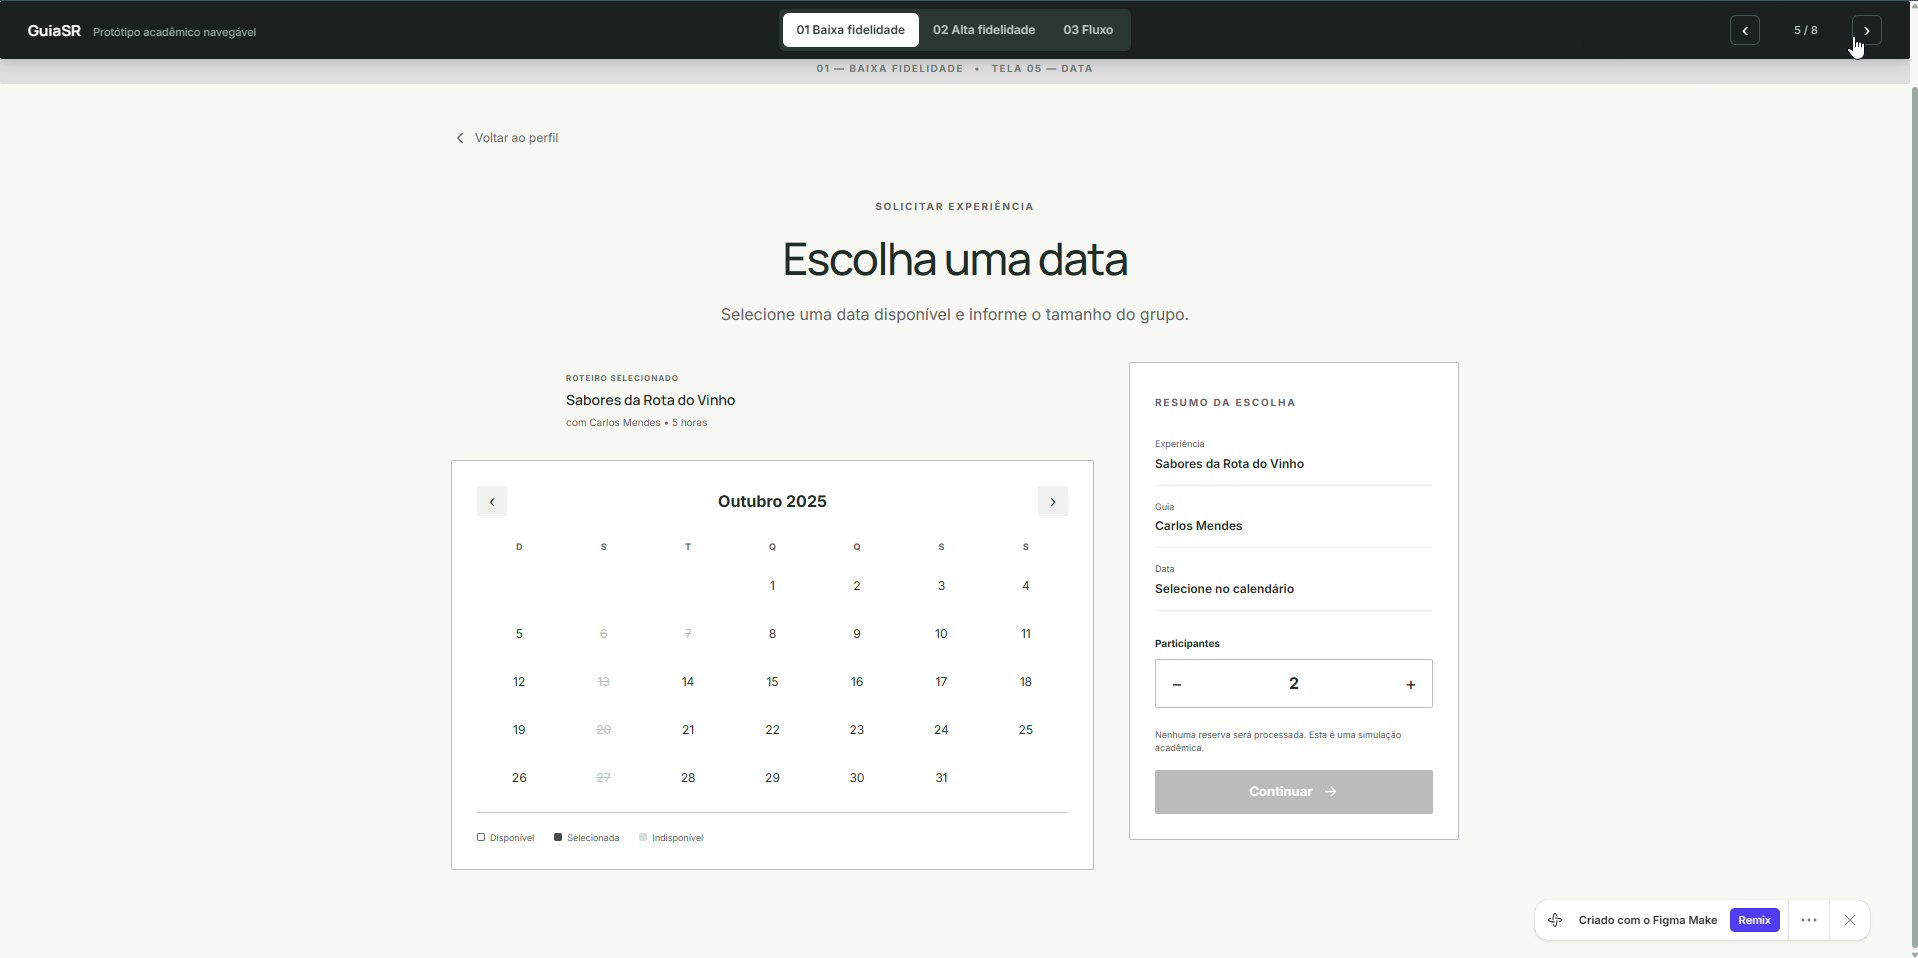 GuiaSR Protótipo acadêmico navegável
01 Baixa fidelidade 02 Alta fidelidade 03 Fluxo
‹ 5 / 8 ›
01 — BAIXA FIDELIDADE • TELA 05 — DATA
Voltar ao perfil
SOLICITAR EXPERIÊNCIA
Escolha uma data
Selecione uma data disponível e informe o tamanho do grupo.
ROTEIRO SELECIONADO
Sabores da Rota do Vinho
com Carlos Mendes • 5 horas
‹ Outubro 2025 ›
D S T Q Q S S
1 2 3 4
5 6 7 8 9 10 11
12 13 14 15 16 17 18
19 20 21 22 23 24 25
26 27 28 29 30 31
Disponível Selecionada Indisponível
RESUMO DA ESCOLHA
Experiência
Sabores da Rota do Vinho
Guia
Carlos Mendes
Data
Selecione no calendário
Participantes
− 2 +
Nenhuma reserva será processada. Esta é uma simulação
acadêmica.
Continuar →
Criado com o Figma Make Remix ···